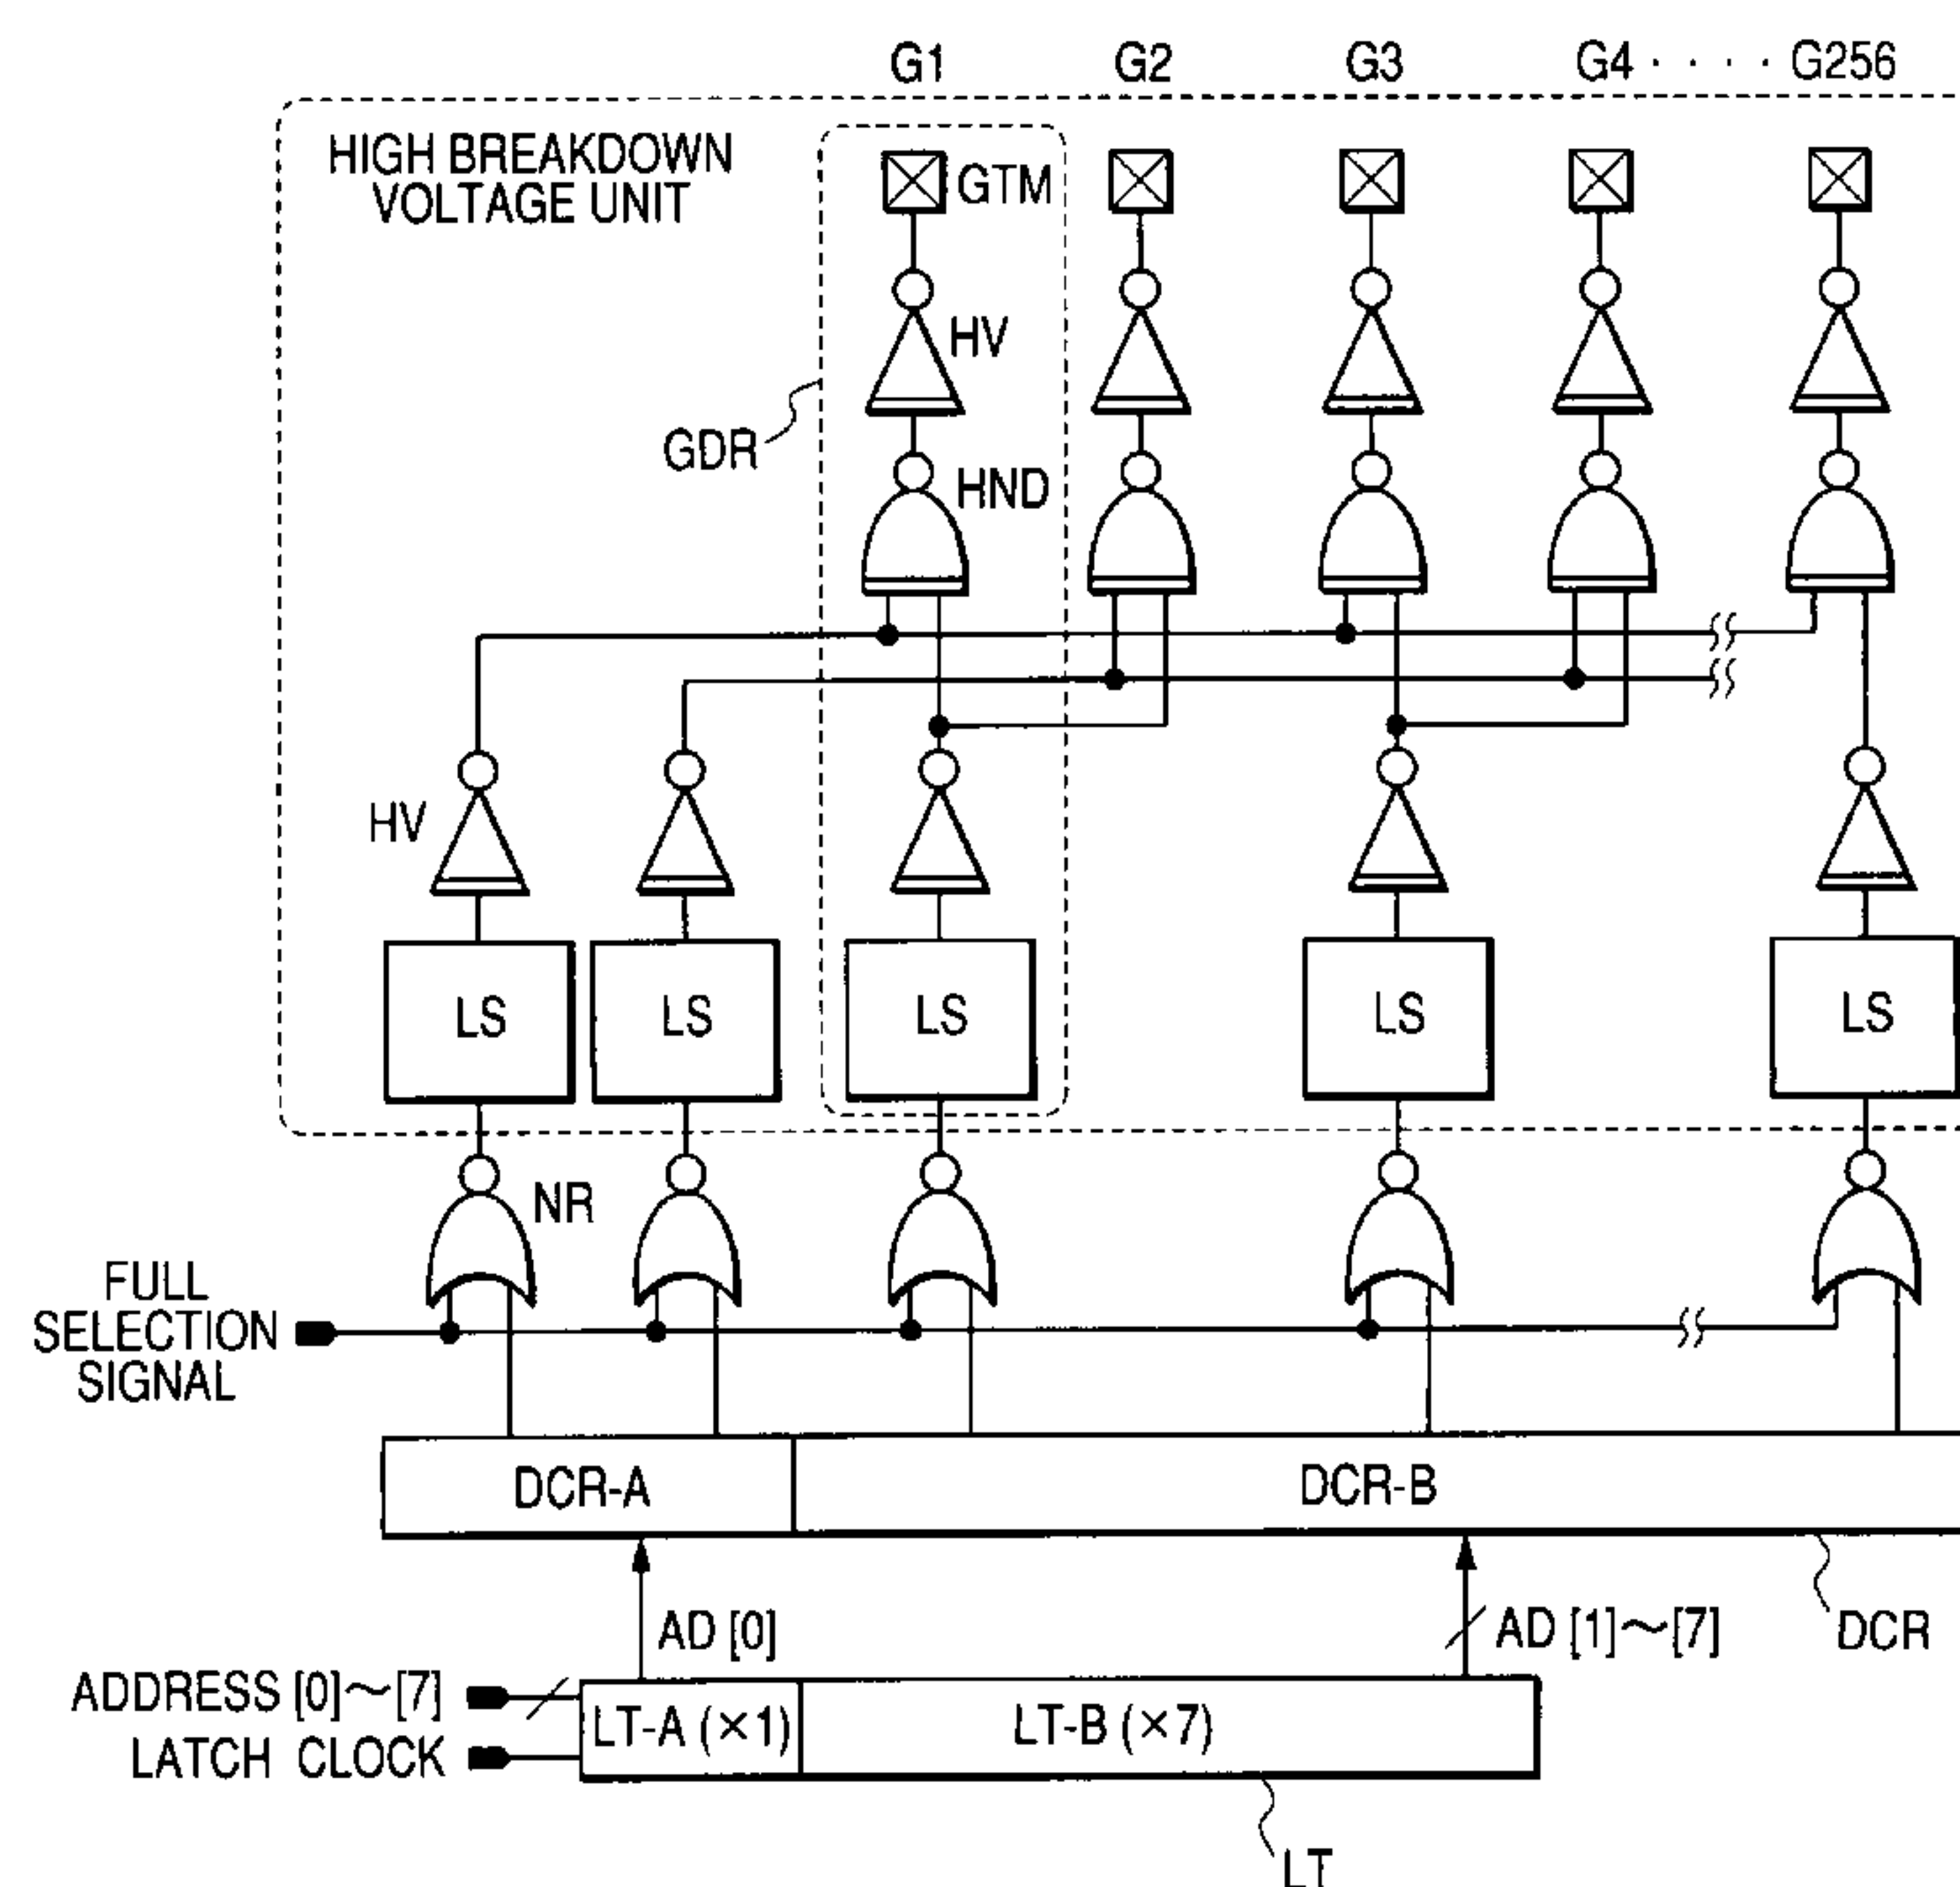 G1 G2 G3 G4 · · · · G256
HIGH BREAKDOWN
VOLTAGE UNIT
GTM
HV
GDR
HND
HV
LS LS LS LS LS
NR
FULL
SELECTION
SIGNAL
DCR-A DCR-B
AD [0] AD [1]~[7] DCR
ADDRESS [0]~[7]
LT-A (×1) LT-B (×7)
LATCH CLOCK
LT